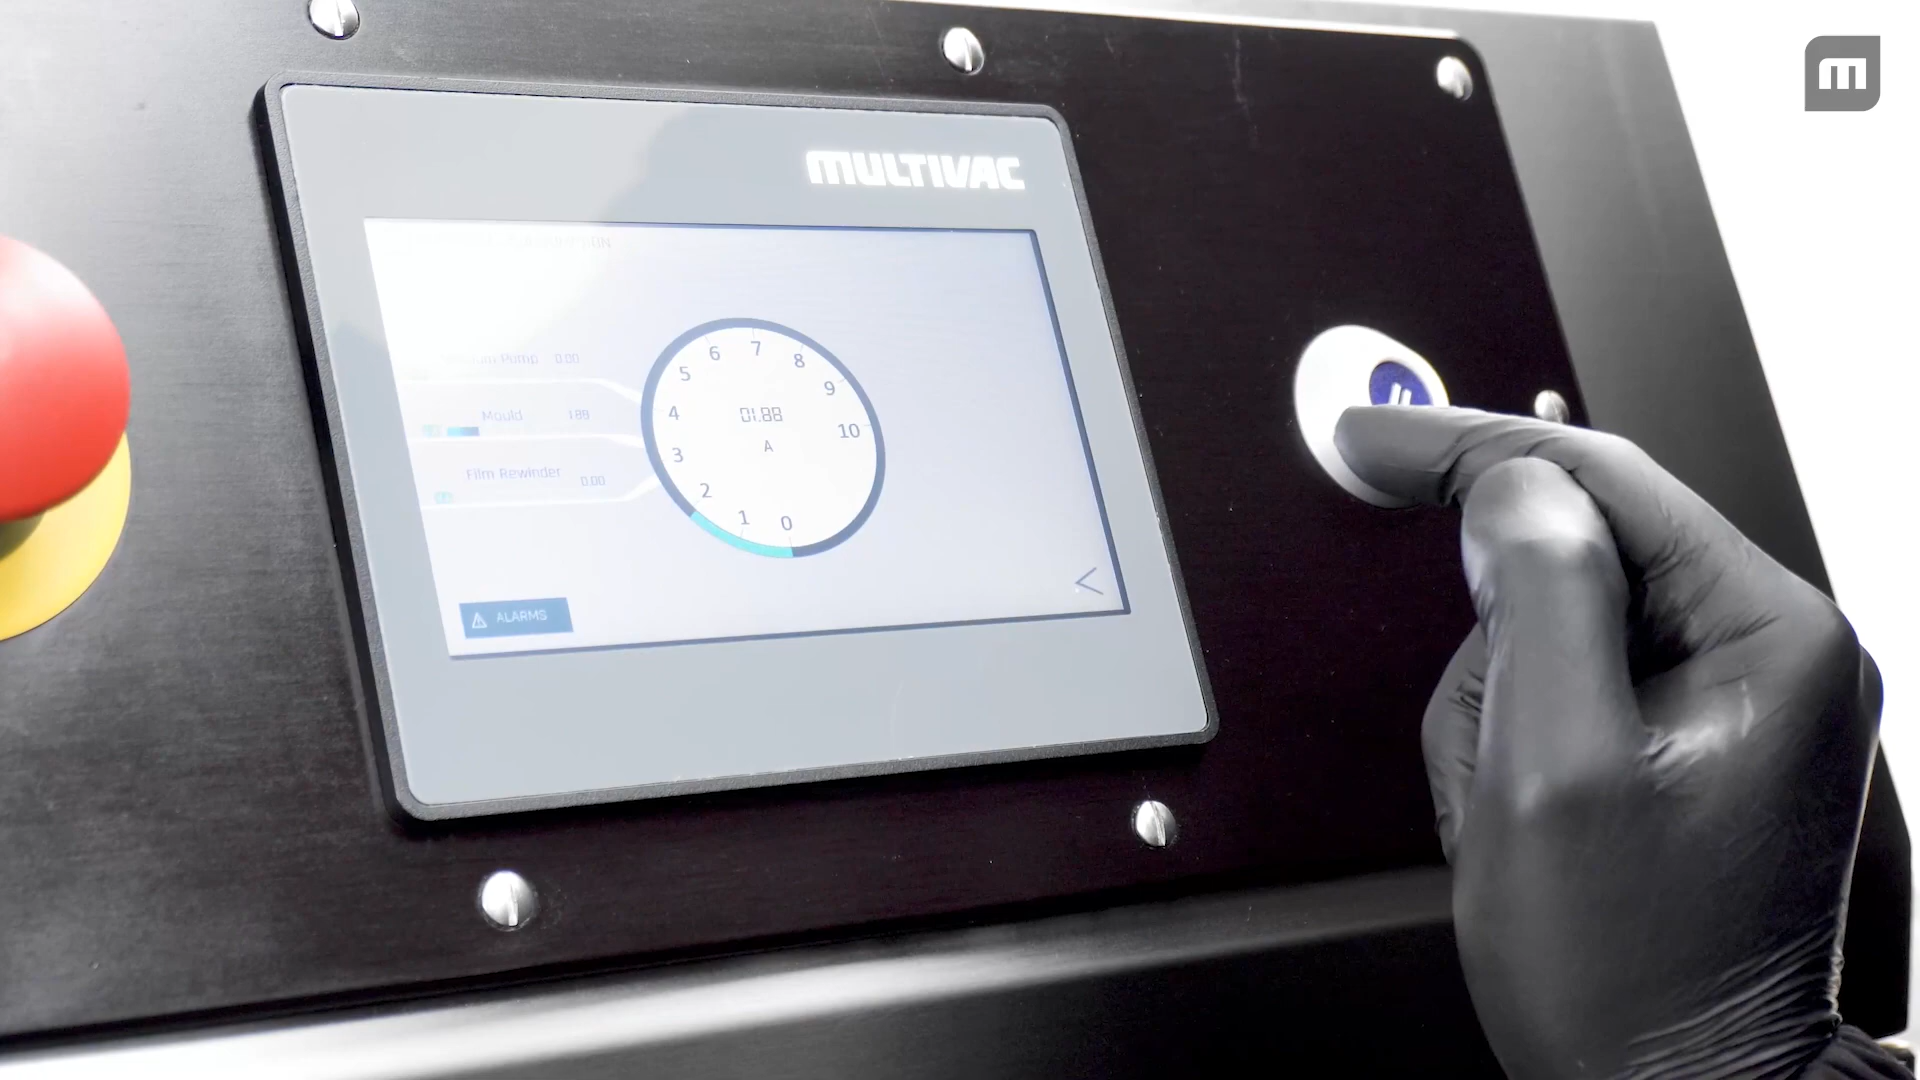 MULTIVAC
Pump 0.00
Mould 1.88
Film Rewinder 0.00
6 7 8
5 9
4 01.88 10
3 A
2
1 0
ALARMS
m